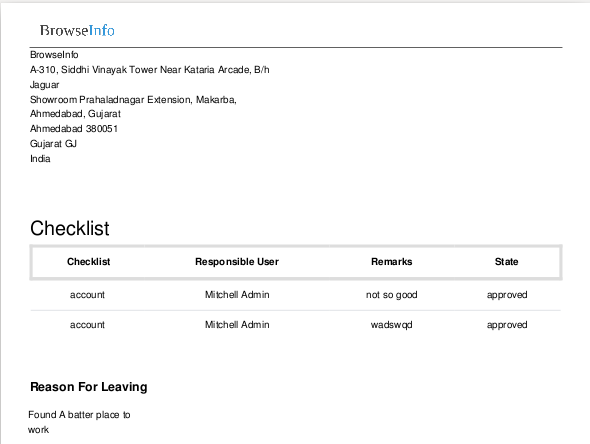 BrowseInfo
BrowseInfo
A-310, Siddhi Vinayak Tower Near Kataria Arcade, B/h
Jaguar
Showroom Prahaladnagar Extension, Makarba,
Ahmedabad, Gujarat
Ahmedabad 380051
Gujarat GJ
India
Checklist
Checklist Responsible User Remarks State
account Mitchell Admin not so good approved
account Mitchell Admin wadswqd approved
Reason For Leaving
Found A batter place to
work